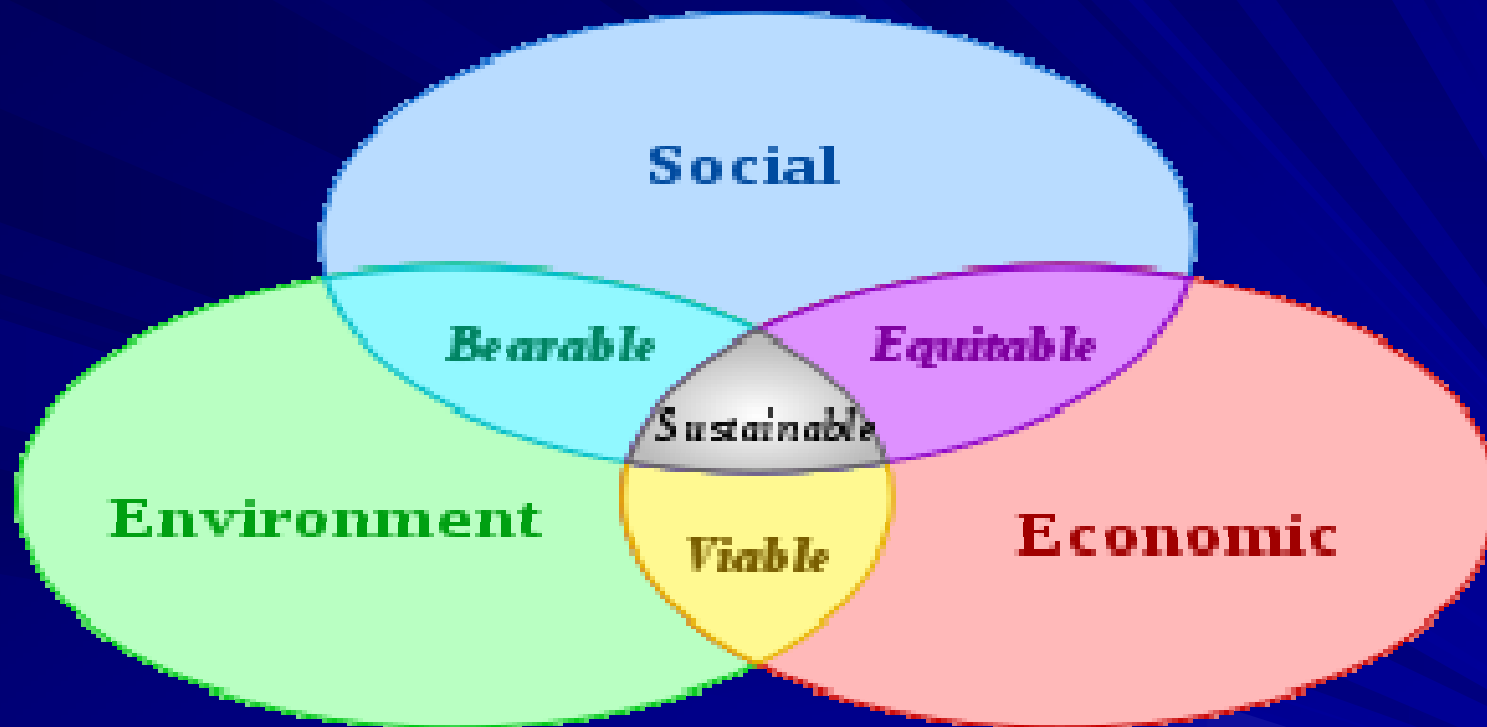 Social
Bearable
Equitable
Sustainable
Environment
Economic
Viable